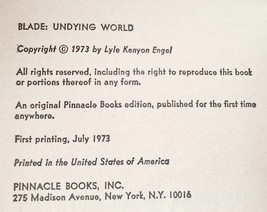 BLADE: UNDYING WORLD
Copyright © 1973 by Lyle Kenyon Engel
All rights reserved, including the right to reproduce this book
or portions thereof in any form.
An original Pinnacle Books edition, published for the first time
anywhere.
First printing, July 1973
Printed in the United States of America
PINNACLE BOOKS, INC.
275 Madison Avenue, New York, N.Y. 10016